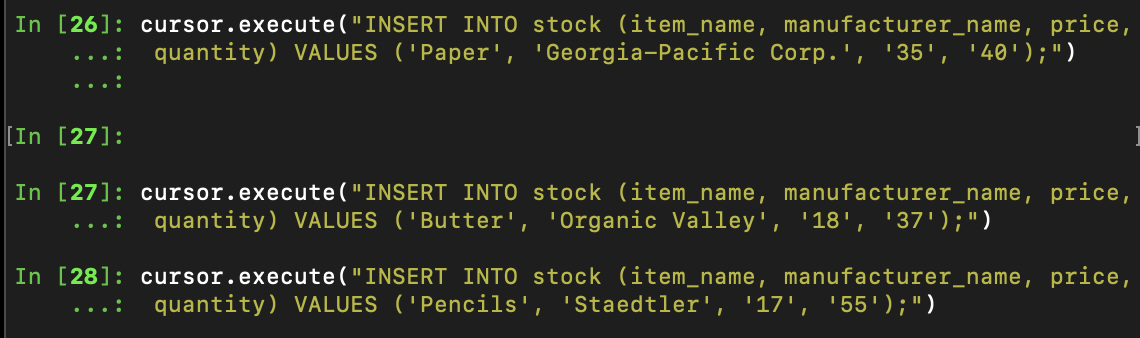 In [26]: cursor.execute("INSERT INTO stock (item_name, manufacturer_name, price,
...: quantity) VALUES ('Paper', 'Georgia-Pacific Corp.', '35', '40');")
...:
[In [27]: ]
In [27]: cursor.execute("INSERT INTO stock (item_name, manufacturer_name, price,
...: quantity) VALUES ('Butter', 'Organic Valley', '18', '37');")
In [28]: cursor.execute("INSERT INTO stock (item_name, manufacturer_name, price,
...: quantity) VALUES ('Pencils', 'Staedtler', '17', '55');")